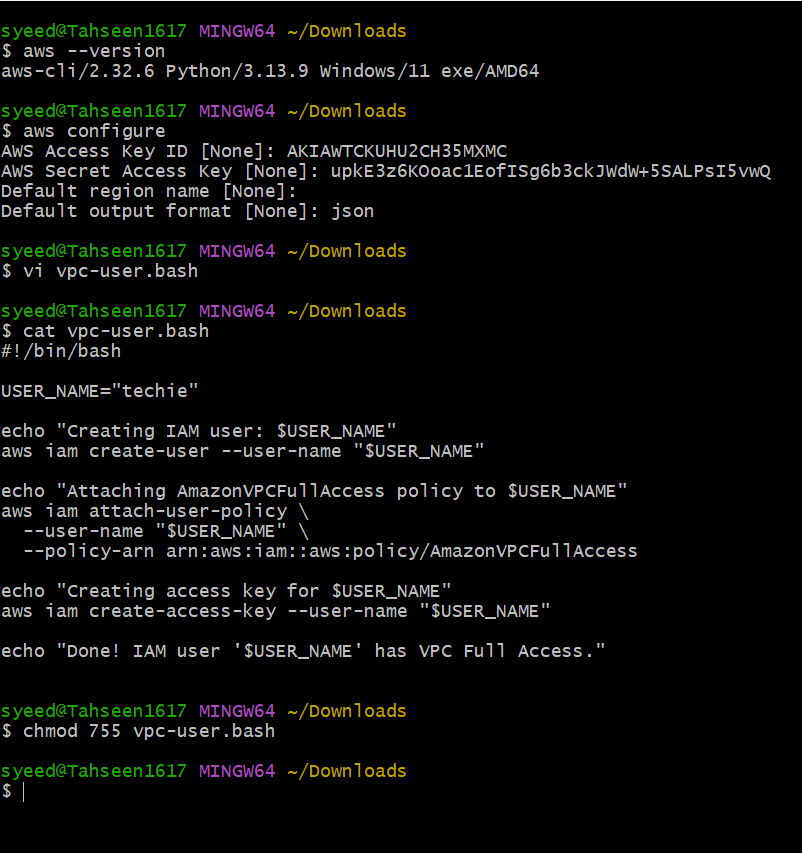 syeed@Tahseen1617 MINGW64 ~/Downloads
$ aws --version
aws-cli/2.32.6 Python/3.13.9 Windows/11 exe/AMD64
syeed@Tahseen1617 MINGW64 ~/Downloads
$ aws configure
AWS Access Key ID [None]: AKIAWTCKUHU2CH35MXMC
AWS Secret Access Key [None]: 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
Default region name [None]:
Default output format [None]: json
syeed@Tahseen1617 MINGW64 ~/Downloads
$ vi vpc-user.bash
syeed@Tahseen1617 MINGW64 ~/Downloads
$ cat vpc-user.bash
#!/bin/bash
USER_NAME="techie"
echo "Creating IAM user: $USER_NAME"
aws iam create-user --user-name "$USER_NAME"
echo "Attaching AmazonVPCFullAccess policy to $USER_NAME"
aws iam attach-user-policy \
  --user-name "$USER_NAME" \
  --policy-arn arn:aws:iam::aws:policy/AmazonVPCFullAccess
echo "Creating access key for $USER_NAME"
aws iam create-access-key --user-name "$USER_NAME"
echo "Done! IAM user '$USER_NAME' has VPC Full Access."
syeed@Tahseen1617 MINGW64 ~/Downloads
$ chmod 755 vpc-user.bash
syeed@Tahseen1617 MINGW64 ~/Downloads
$